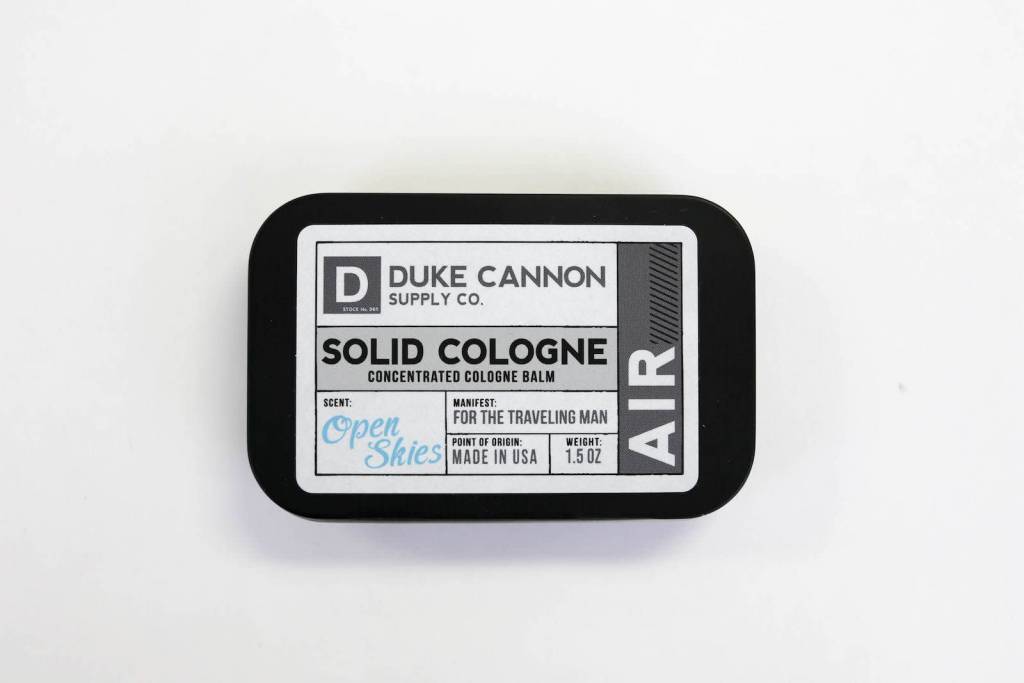 D
DUKE CANNON
SUPPLY CO.
SOLID COLOGNE
CONCENTRATED COLOGNE BALM
SCENT:
Open
Skies
MANIFEST:
FOR THE TRAVELING MAN
POINT OF ORIGIN:
MADE IN USA
WEIGHT:
1.5 OZ
AIR